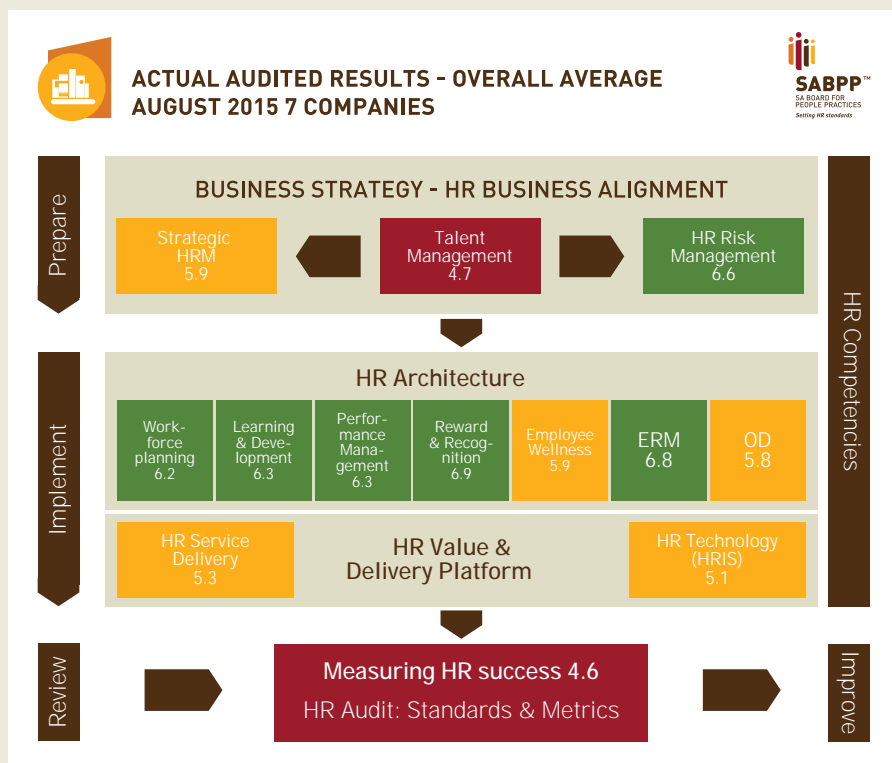 ACTUAL AUDITED RESULTS - OVERALL AVERAGE
AUGUST 2015 7 COMPANIES
SABPP™
SA BOARD FOR
PEOPLE PRACTICES
Setting HR standards
Prepare
BUSINESS STRATEGY - HR BUSINESS ALIGNMENT
Strategic
HRM
5.9
Talent
Management
4.7
HR Risk
Management
6.6
HR Competencies
Implement
HR Architecture
Work-
force
planning
6.2
Learning
& Deve-
lopment
6.3
Perfor-
mance
Mana-
gement
6.3
Reward
& Recog-
nition
6.9
Employee
Wellness
5.9
ERM
6.8
OD
5.8
HR Service
Delivery
5.3
HR Value &
Delivery Platform
HR Technology
(HRIS)
5.1
Review
Measuring HR success 4.6
HR Audit: Standards & Metrics
Improve